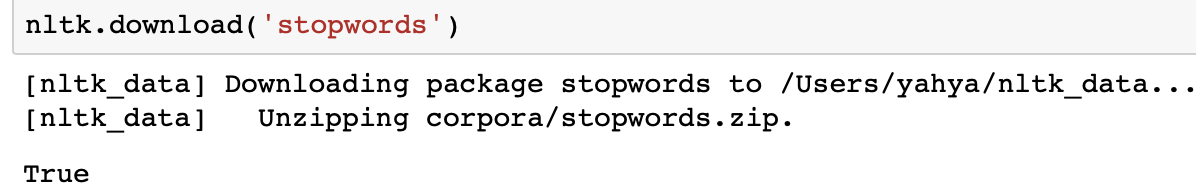 nltk.download('stopwords')
[nltk_data] Downloading package stopwords to /Users/yahya/nltk_data...
[nltk_data]   Unzipping corpora/stopwords.zip.
True